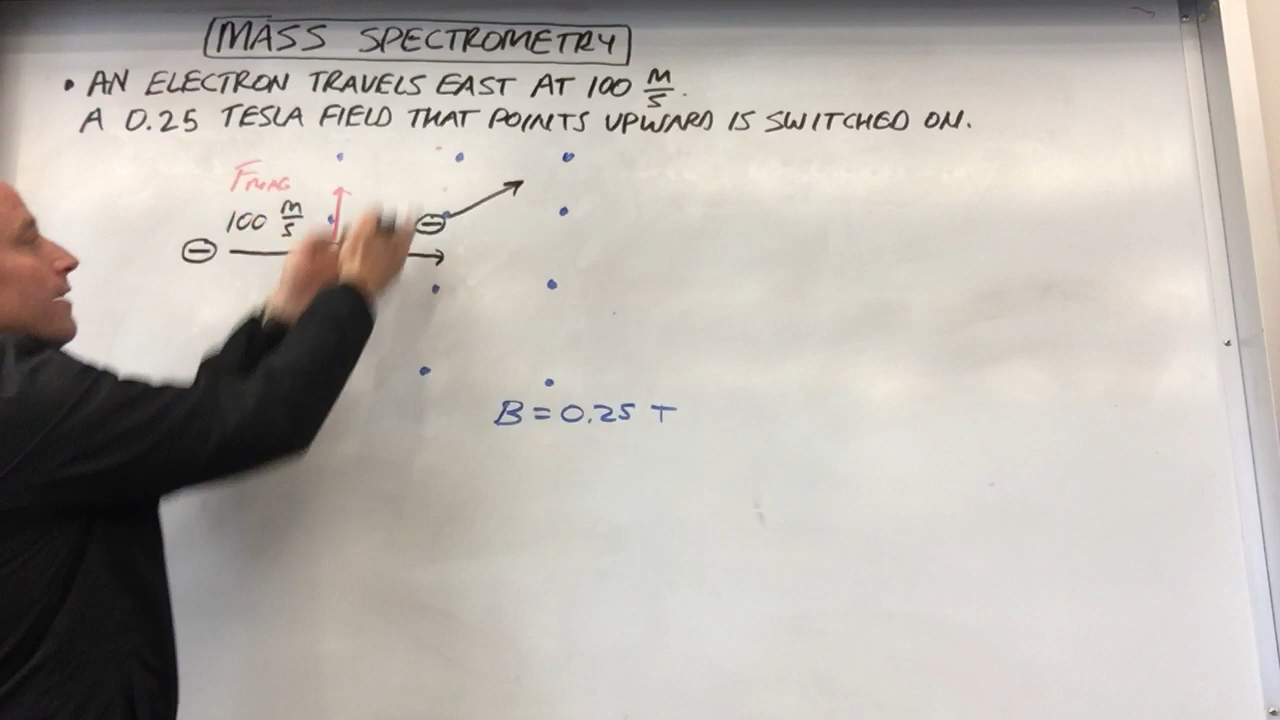 MASS SPECTROMETRY
• AN ELECTRON TRAVELS EAST AT 100 M/S.
A 0.25 TESLA FIELD THAT POINTS UPWARD IS SWITCHED ON.
FMAG
100 M/S
B = 0.25 T